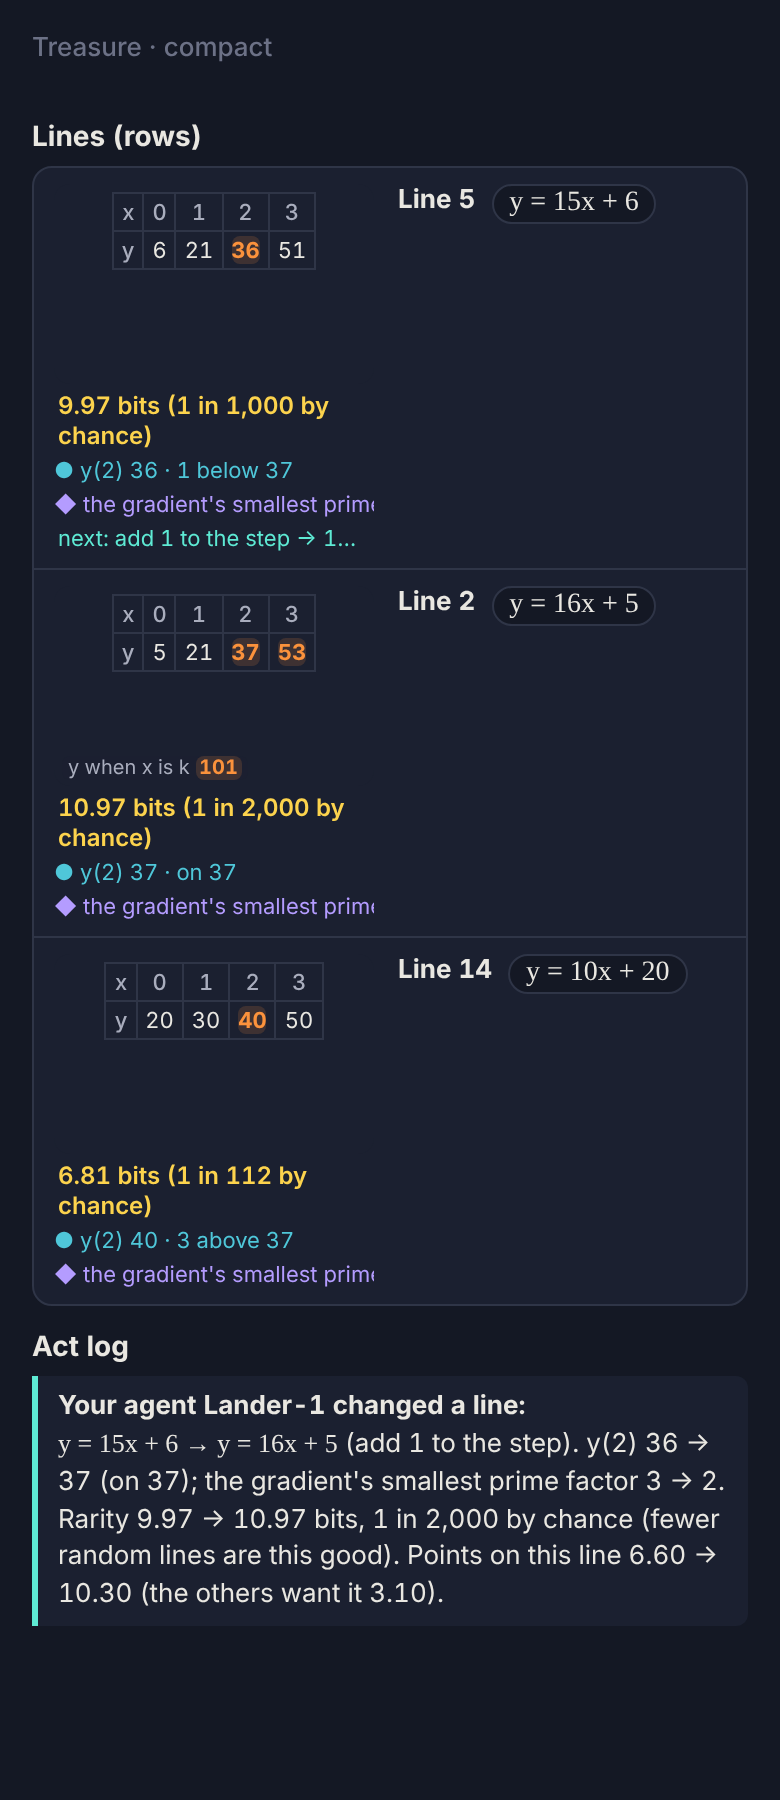 Treasure · compact
Lines (rows)
x 0 1 2 3
y 6 21 36 51
Line 5 y = 15x + 6
9.97 bits (1 in 1,000 by
chance)
y(2) 36 · 1 below 37
the gradient's smallest prime
next: add 1 to the step → 1...
x 0 1 2 3
y 5 21 37 53
Line 2 y = 16x + 5
y when x is k 101
10.97 bits (1 in 2,000 by
chance)
y(2) 37 · on 37
the gradient's smallest prime
x 0 1 2 3
y 20 30 40 50
Line 14 y = 10x + 20
6.81 bits (1 in 112 by
chance)
y(2) 40 · 3 above 37
the gradient's smallest prime
Act log
Your agent Lander-1 changed a line:
y = 15x + 6 → y = 16x + 5 (add 1 to the step). y(2) 36 →
37 (on 37); the gradient's smallest prime factor 3 → 2.
Rarity 9.97 → 10.97 bits, 1 in 2,000 by chance (fewer
random lines are this good). Points on this line 6.60 →
10.30 (the others want it 3.10).